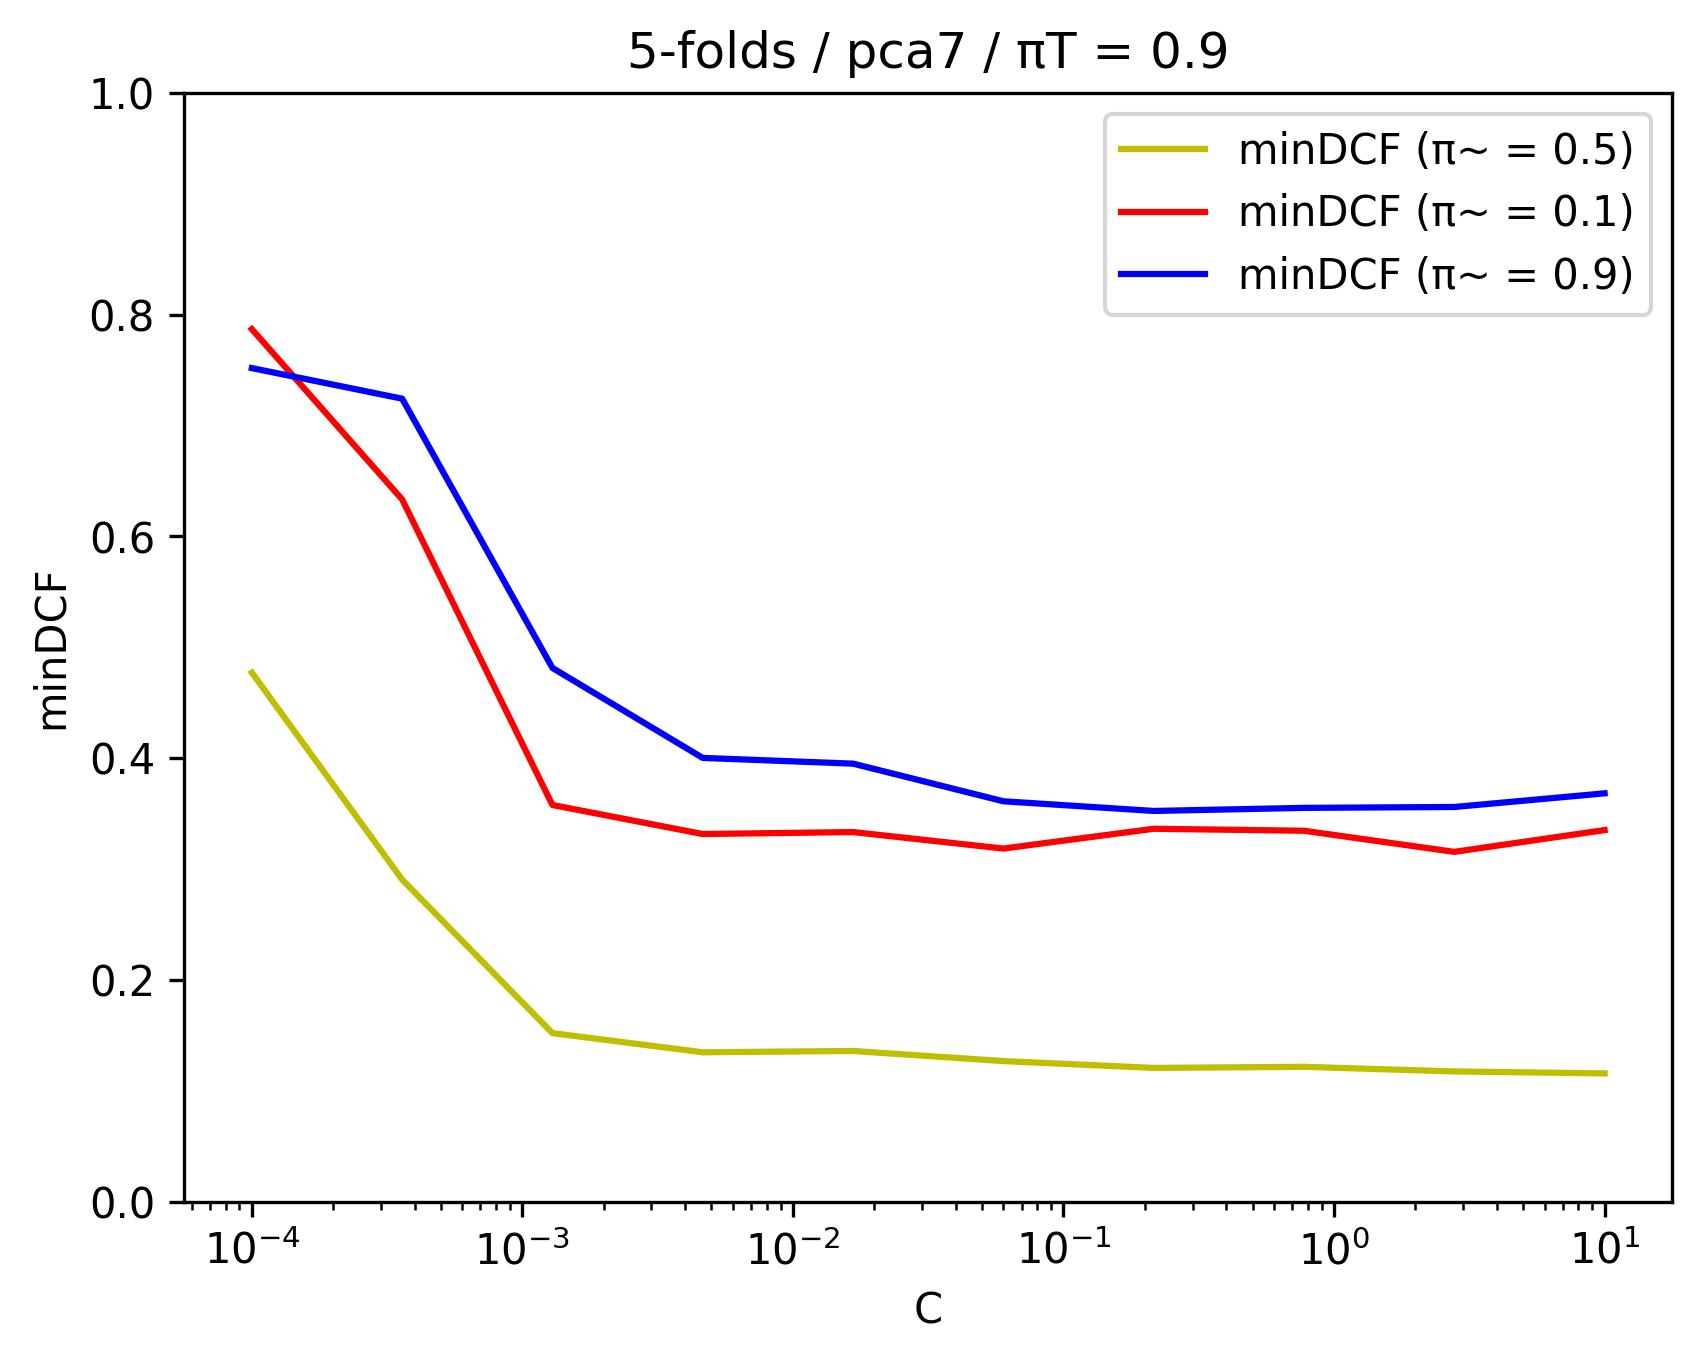 5-folds / pca7 / πT = 0.9
minDCF (π~ = 0.5)
minDCF (π~ = 0.1)
minDCF (π~ = 0.9)
minDCF
1.0
0.8
0.6
0.4
0.2
0.0
10⁻⁴ 10⁻³ 10⁻² 10⁻¹ 10⁰ 10¹
C